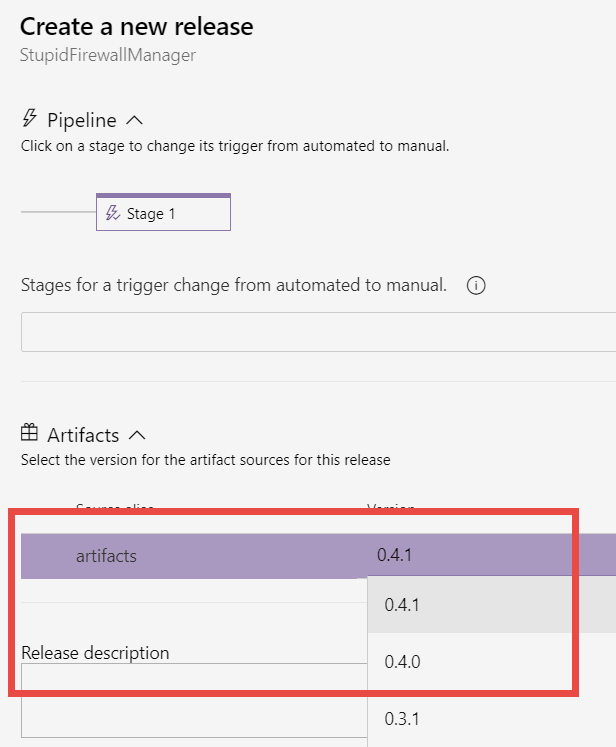 Create a new release
StupidFirewallManager
Pipeline
Click on a stage to change its trigger from automated to manual.
Stage 1
Stages for a trigger change from automated to manual.
Artifacts
Select the version for the artifact sources for this release
Source alias Version
artifacts 0.4.1
0.4.1
Release description
0.4.0
0.3.1